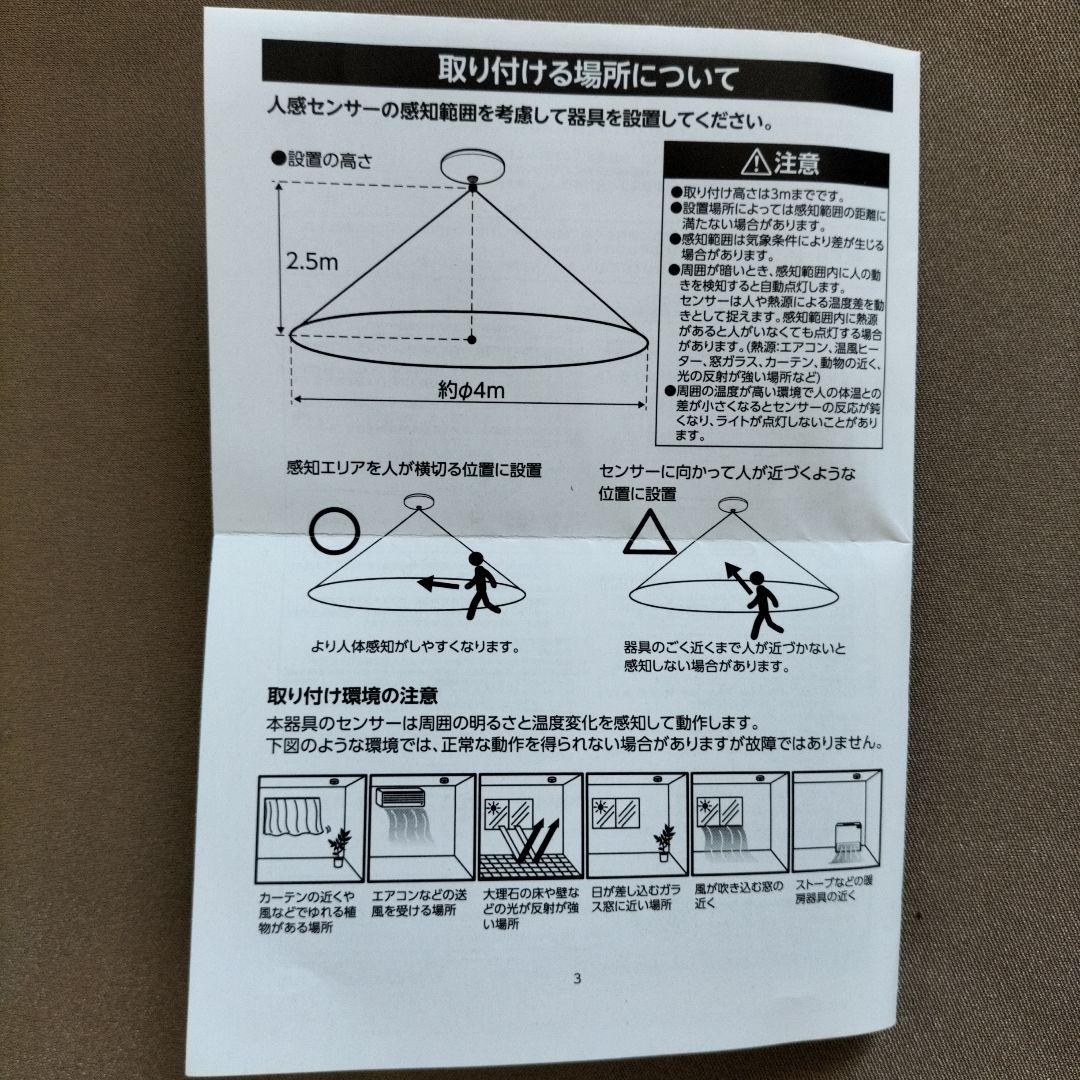 取り付ける場所について
人感センサーの感知範囲を考慮して器具を設置してください。
●設置の高さ
2.5m
約φ4m
⚠注意
●取り付け高さは3mまでです。
●設置場所によっては感知範囲の距離に
満たない場合があります。
●感知範囲は気象条件により差が生じる
場合があります。
●周囲が暗いとき、感知範囲内に人の動
きを検知すると自動点灯します。
センサーは人や熱源による温度差を動
きとして捉えます。感知範囲内に熱源
があると人がいなくても点灯する場合
があります。(熱源:エアコン、温風ヒー
ター、窓ガラス、カーテン、動物の近く、
光の反射が強い場所など)
●周囲の温度が高い環境で人の体温との
差が小さくなるとセンサーの反応が鈍
くなり、ライトが点灯しないことがあり
ます。
感知エリアを人が横切る位置に設置
より人体感知がしやすくなります。
センサーに向かって人が近づくような
位置に設置
器具のごく近くまで人が近づかないと
感知しない場合があります。
取り付け環境の注意
本器具のセンサーは周囲の明るさと温度変化を感知して動作します。
下図のような環境では、正常な動作を得られない場合がありますが故障ではありません。
カーテンの近くや
風などでゆれる植
物がある場所
エアコンなどの送
風を受ける場所
大理石の床や壁な
どの光が反射が強
い場所
日が差し込むガラ
ス窓に近い場所
風が吹き込む窓の
近く
ストーブなどの暖
房器具の近く
3